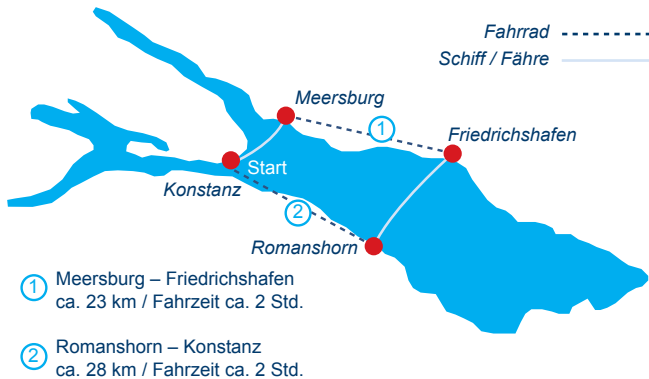 Fahrrad
Schiff / Fähre
Meersburg
1
Friedrichshafen
Start
Konstanz
2
Romanshorn
1 Meersburg – Friedrichshafen
ca. 23 km / Fahrzeit ca. 2 Std.
2 Romanshorn – Konstanz
ca. 28 km / Fahrzeit ca. 2 Std.